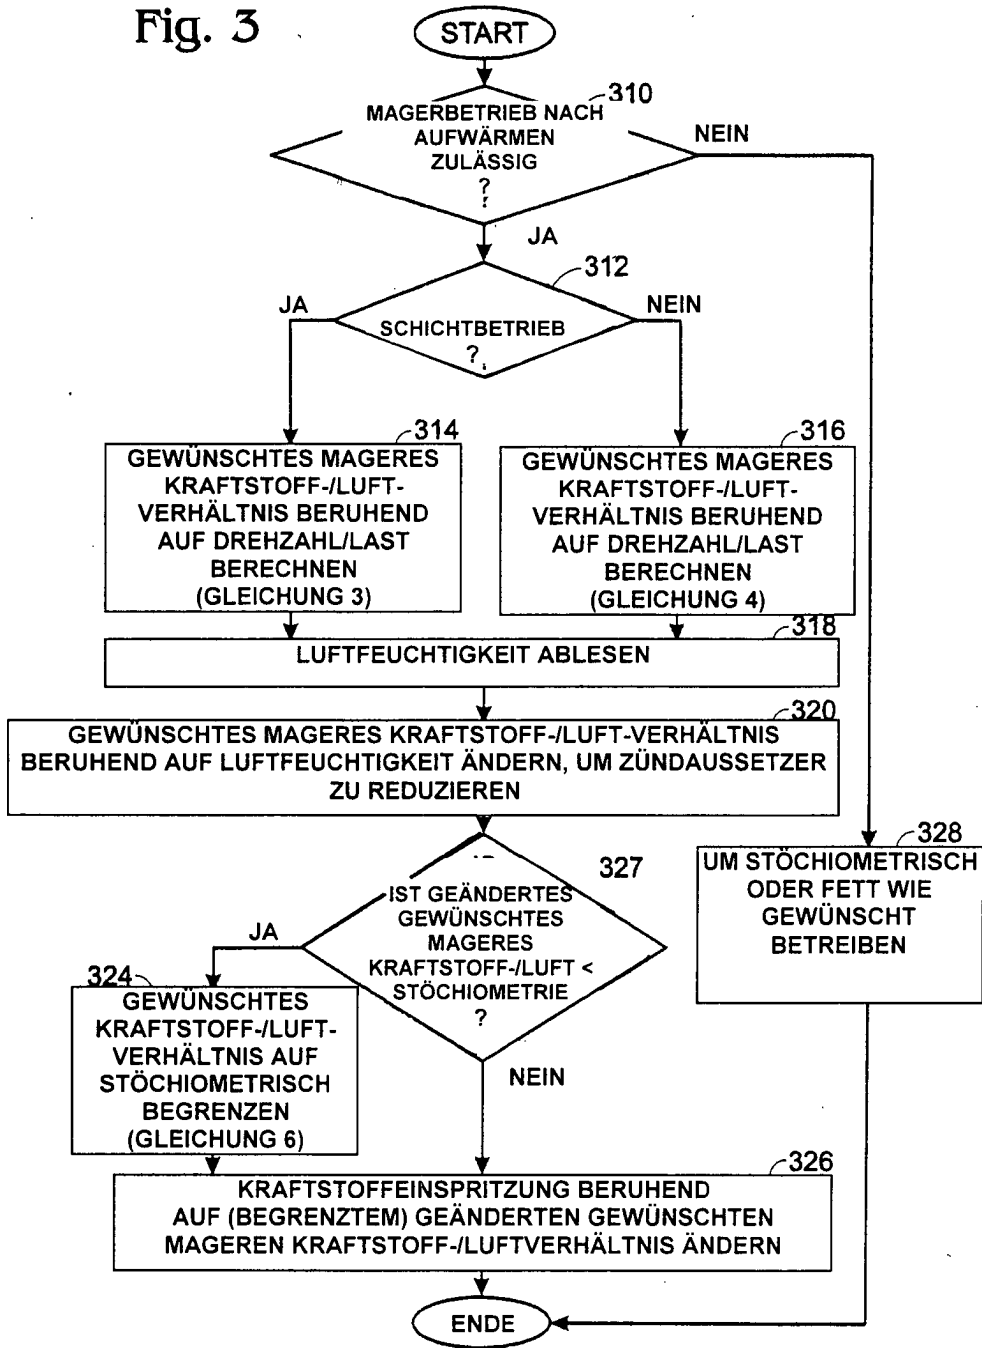 Fig. 3
START
310
MAGERBETRIEB NACH
AUFWÄRMEN
ZULÄSSIG
?
NEIN
JA
312
JA
NEIN
SCHICHTBETRIEB
?
314
GEWÜNSCHTES MAGERES
KRAFTSTOFF-/LUFT-
VERHÄLTNIS BERUHEND
AUF DREHZAHL/LAST
BERECHNEN
(GLEICHUNG 3)
316
GEWÜNSCHTES MAGERES
KRAFTSTOFF-/LUFT-
VERHÄLTNIS BERUHEND
AUF DREHZAHL/LAST
BERECHNEN
(GLEICHUNG 4)
318
LUFTFEUCHTIGKEIT ABLESEN
320
GEWÜNSCHTES MAGERES KRAFTSTOFF-/LUFT-VERHÄLTNIS
BERUHEND AUF LUFTFEUCHTIGKEIT ÄNDERN, UM ZÜNDAUSSETZER
ZU REDUZIEREN
327
IST GEÄNDERTES
GEWÜNSCHTES
MAGERES
KRAFTSTOFF-/LUFT <
STÖCHIOMETRIE
?
JA
NEIN
328
UM STÖCHIOMETRISCH
ODER FETT WIE
GEWÜNSCHT
BETREIBEN
324
GEWÜNSCHTES
KRAFTSTOFF-/LUFT-
VERHÄLTNIS AUF
STÖCHIOMETRISCH
BEGRENZEN
(GLEICHUNG 6)
326
KRAFTSTOFFEINSPRITZUNG BERUHEND
AUF (BEGRENZTEM) GEÄNDERTEN GEWÜNSCHTEN
MAGEREN KRAFTSTOFF-/LUFTVERHÄLTNIS ÄNDERN
ENDE